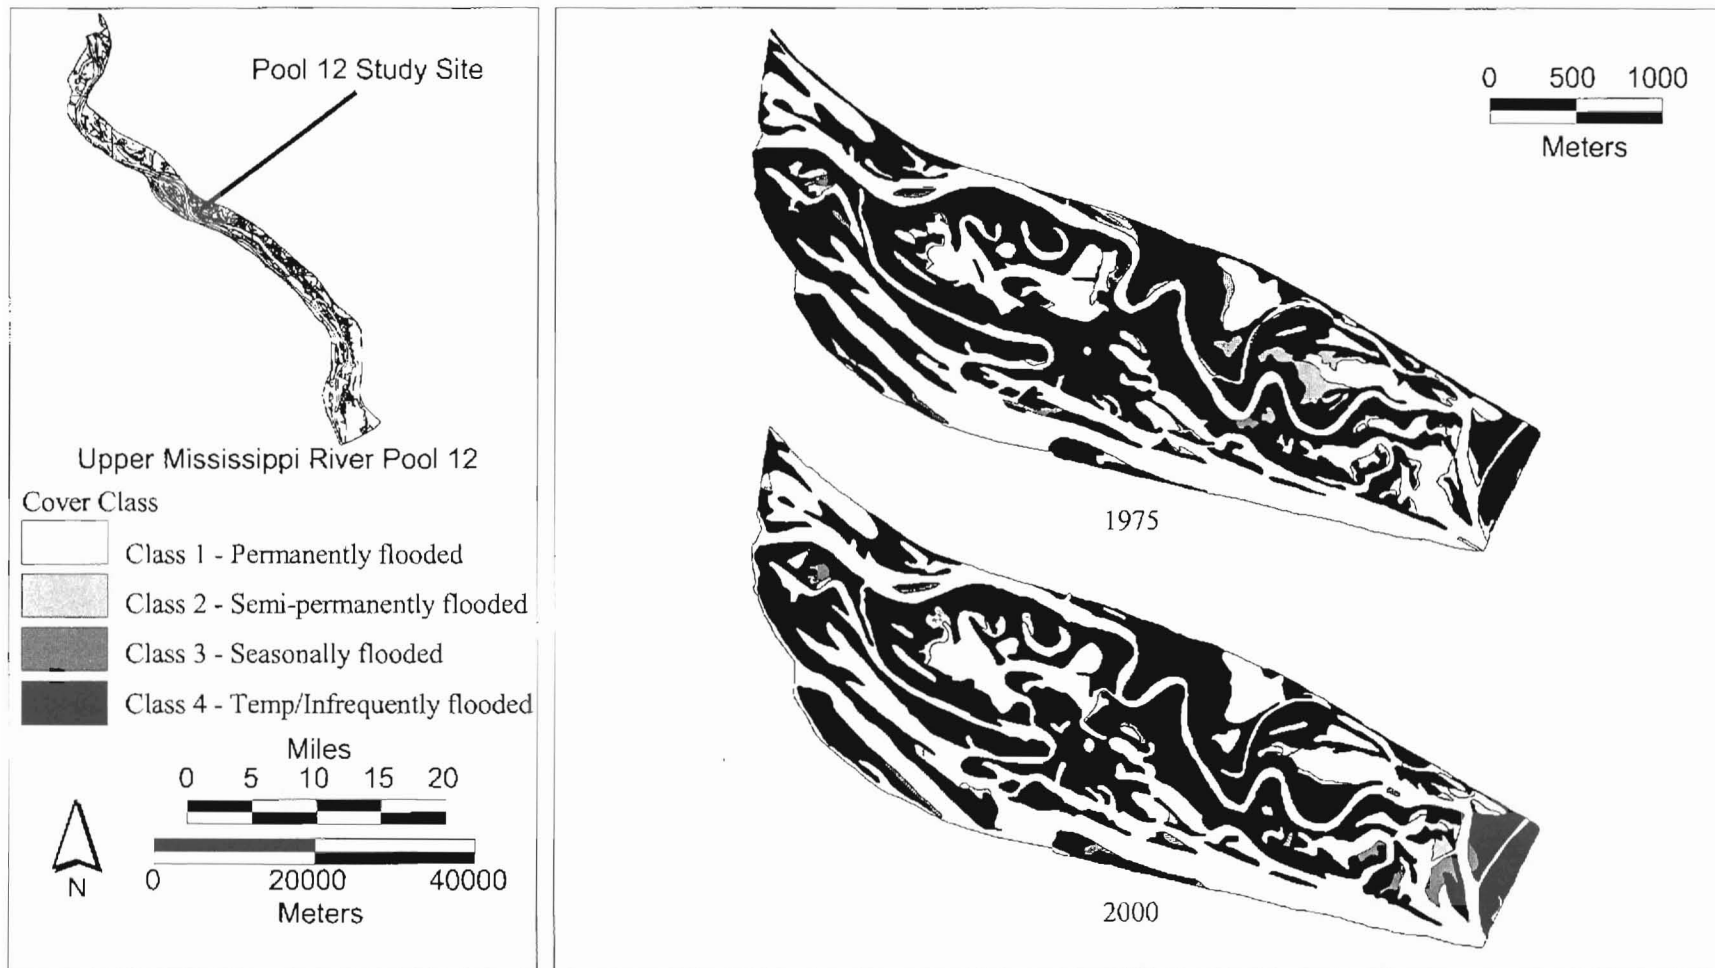 Pool 12 Study Site
Upper Mississippi River Pool 12
Cover Class
Class 1 - Permanently flooded
Class 2 - Semi-permanently flooded
Class 3 - Seasonally flooded
Class 4 - Temp/Infrequently flooded
Miles
0 5 10 15 20
N
0 20000 40000
Meters
0 500 1000
Meters
1975
2000